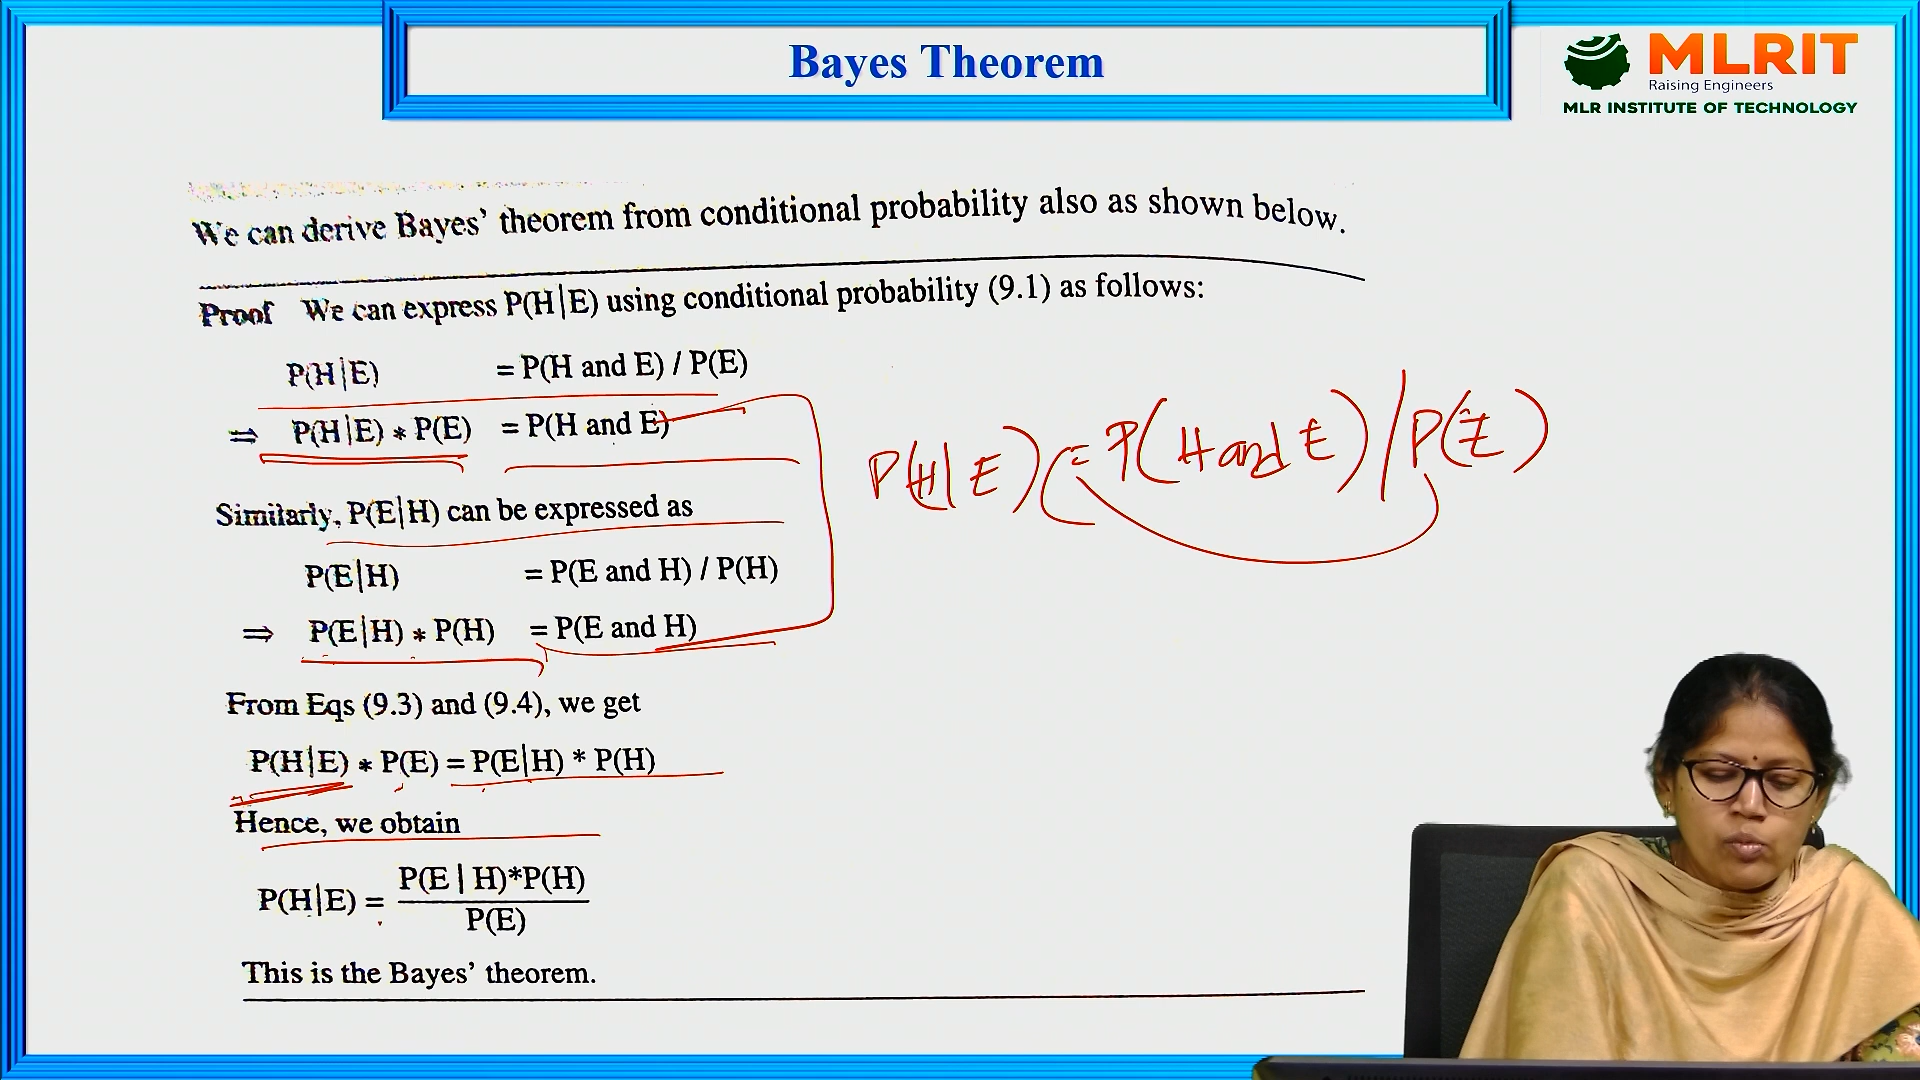 Bayes Theorem
MLRIT
Raising Engineers
MLR INSTITUTE OF TECHNOLOGY
We can derive Bayes' theorem from conditional probability also as shown below.
Proof We can express P(H|E) using conditional probability (9.1) as follows:
P(H|E) = P(H and E) / P(E)
⇒ P(H|E) * P(E) = P(H and E)
P(H|E) = P(H and E) / P(E)
Similarly, P(E|H) can be expressed as
P(E|H) = P(E and H) / P(H)
⇒ P(E|H) * P(H) = P(E and H)
From Eqs (9.3) and (9.4), we get
P(H|E) * P(E) = P(E|H) * P(H)
Hence, we obtain
P(H|E) = P(E | H)*P(H)
P(E)
This is the Bayes' theorem.